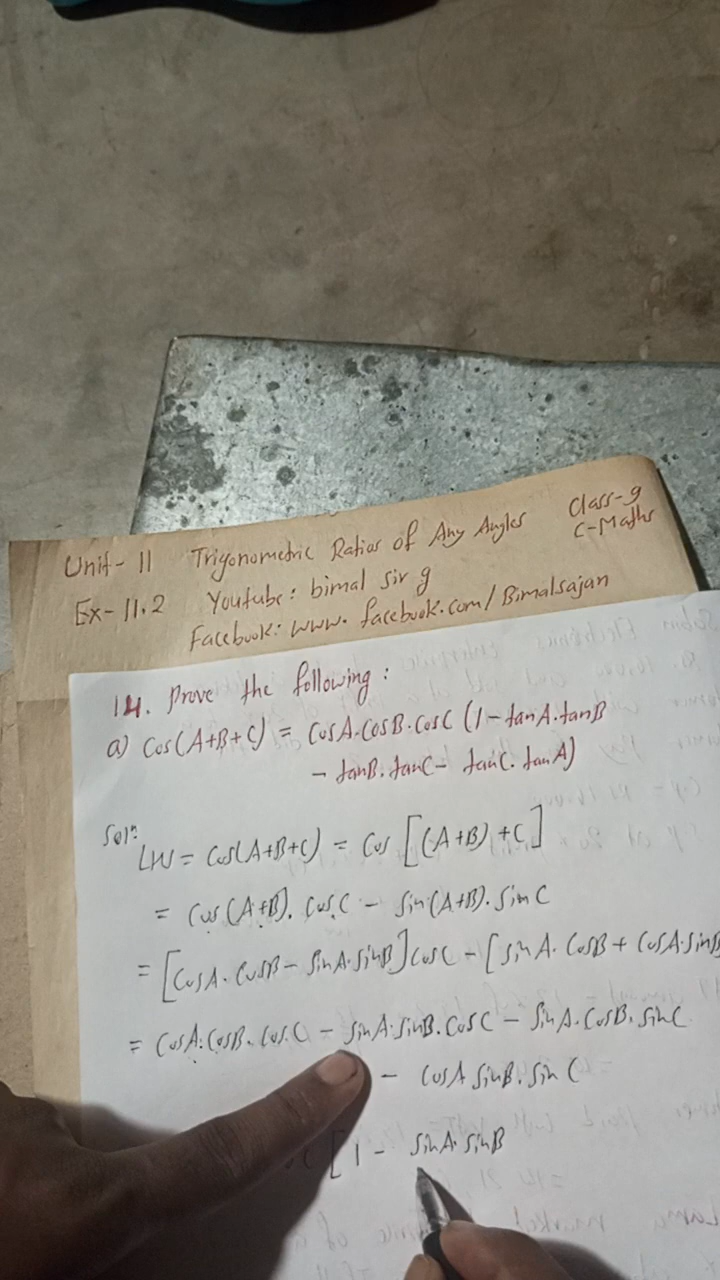 Unit- 11 Trigonometric Ratios of Any Angles Class-9
Ex- 11.2 Youtube: bimal sir g C-Maths
Facebook: www. facebook.com/Bimalsajan
14. Prove the following :
a) Cos(A+B+C) = CosA.CosB.CosC (1-tanA.tanB
- tanB.tanC- tanC.tanA)
Solⁿ
LHS = Cos(A+B+C) = Cos [(A+B) +C]
= Cos(A+B). Cos.C - Sin(A+B).SinC
= [CosA.CosB- SinA.SinB]CosC - [SinA. CosB + CosA.SinB
= CosA.CosB.Cos.C - SinA.SinB.CosC - SinA.CosB.SinC
- CosA SinB.SinC
C [1 - SinA.SinB